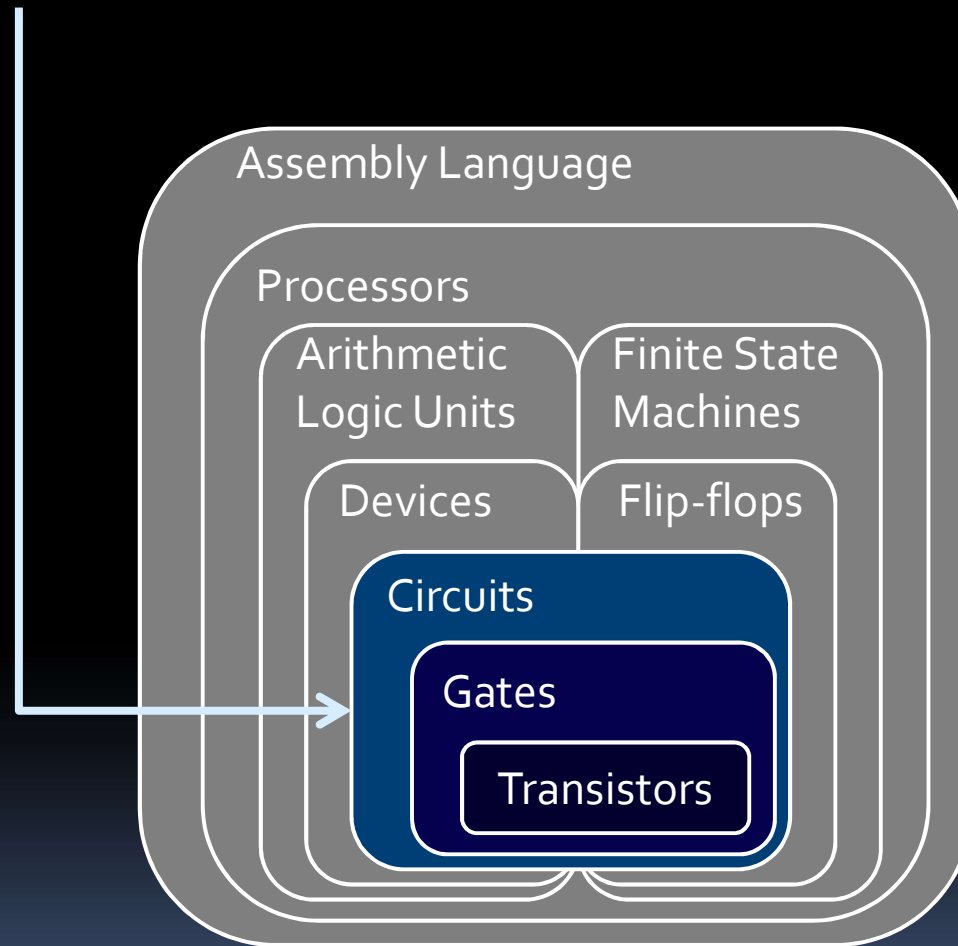 Assembly Language
Processors
Arithmetic
Logic Units
Finite State
Machines
Devices
Flip-flops
Circuits
Gates
Transistors